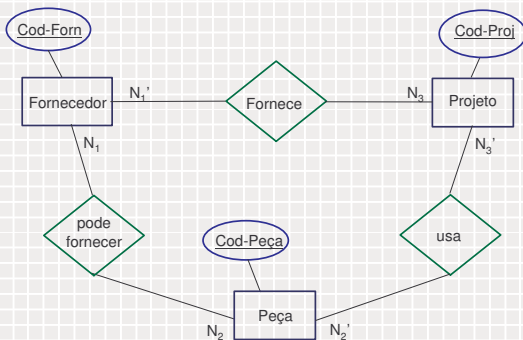 Cod-Forn
Cod-Proj
Fornecedor
N1'
Fornece
N3
Projeto
N1
N3'
pode
fornecer
Cod-Peça
usa
Peça
N2
N2'